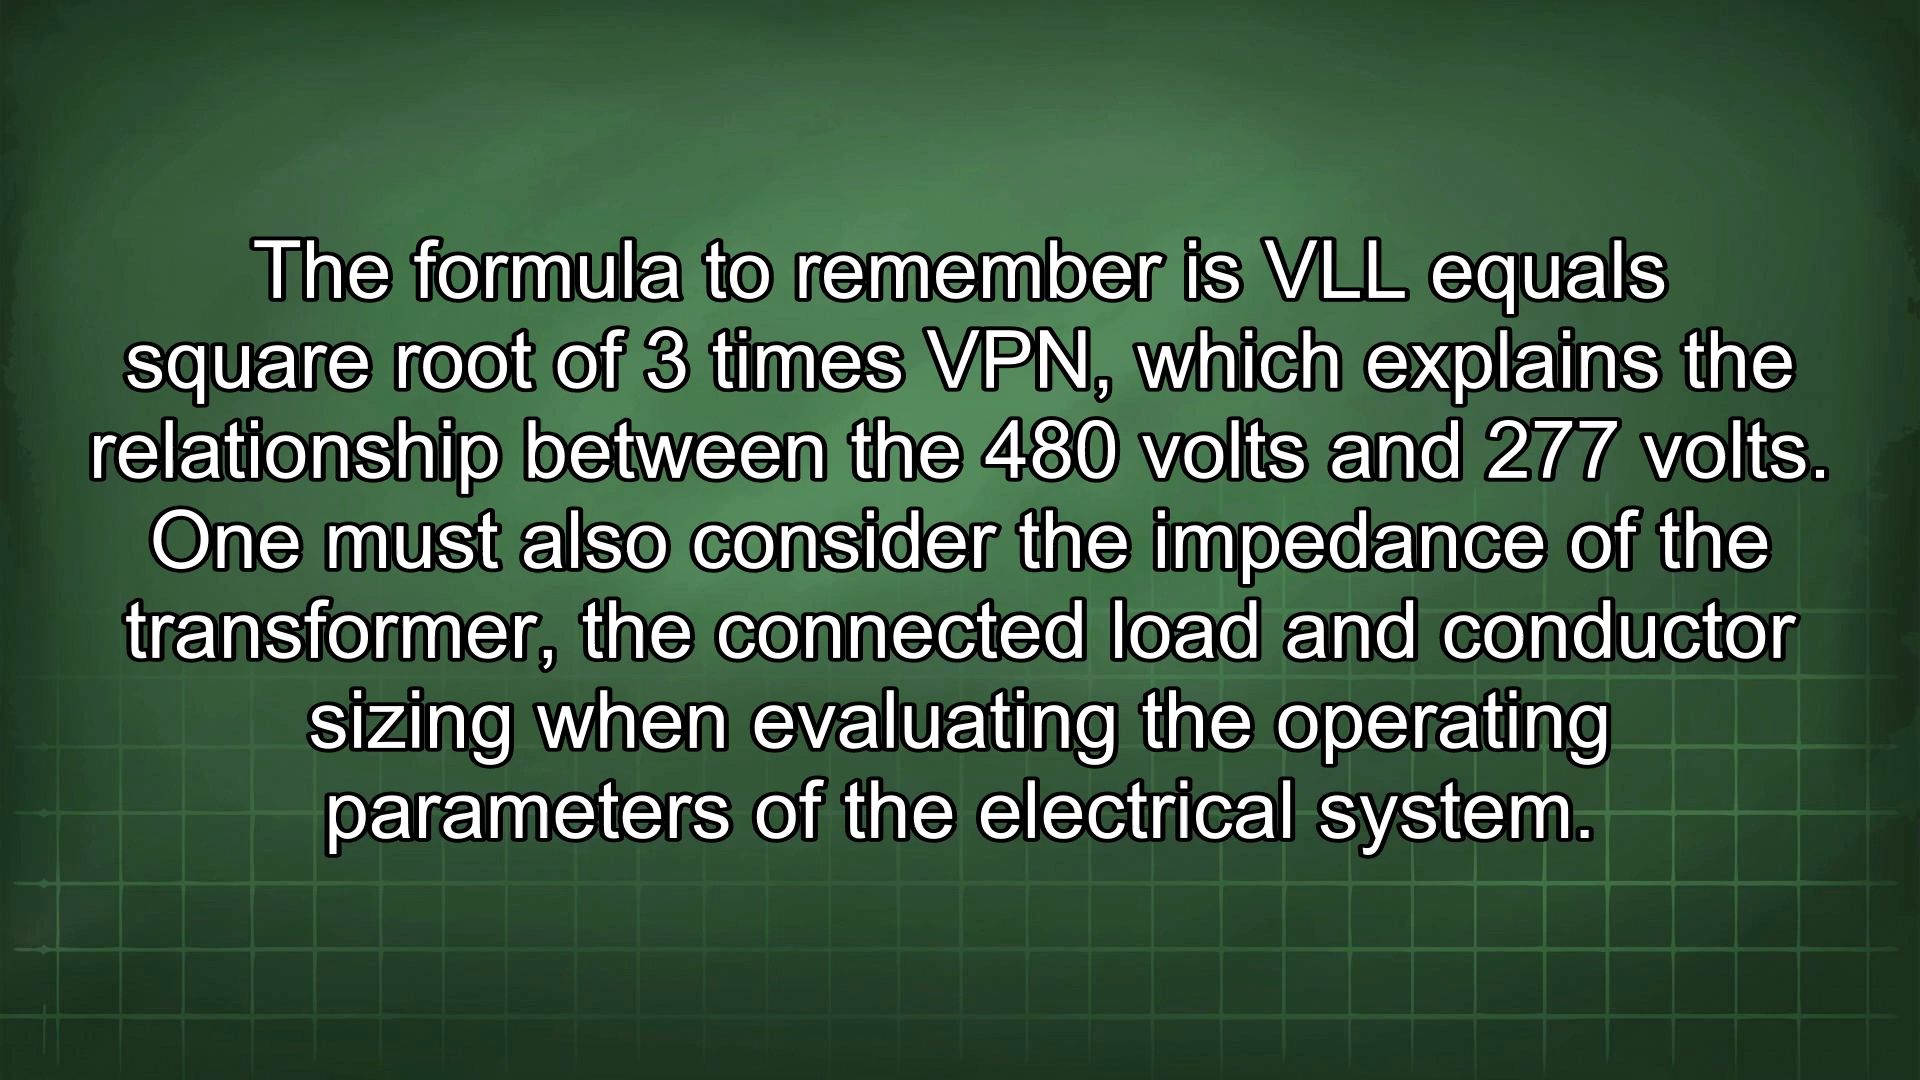 The formula to remember is VLL equals
square root of 3 times VPN, which explains the
relationship between the 480 volts and 277 volts.
One must also consider the impedance of the
transformer, the connected load and conductor
sizing when evaluating the operating
parameters of the electrical system.